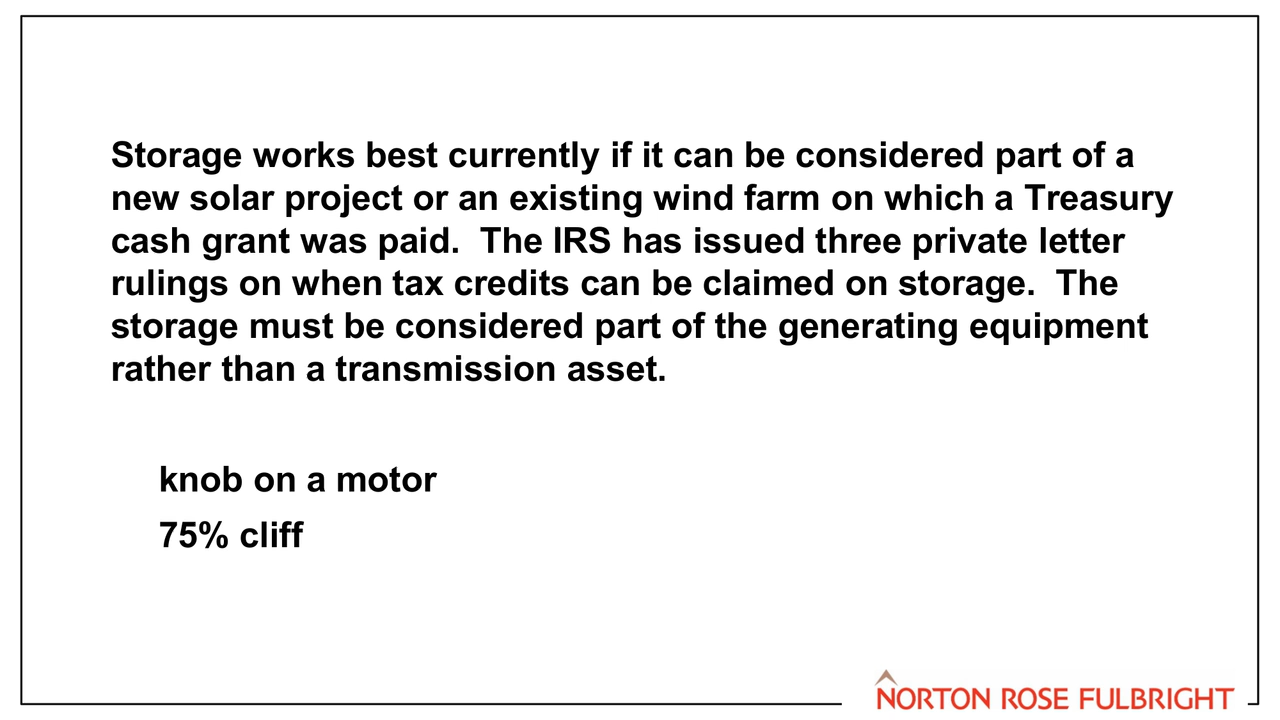 Storage works best currently if it can be considered part of a
new solar project or an existing wind farm on which a Treasury
cash grant was paid.  The IRS has issued three private letter
rulings on when tax credits can be claimed on storage.  The
storage must be considered part of the generating equipment
rather than a transmission asset.
knob on a motor
75% cliff
NORTON ROSE FULBRIGHT